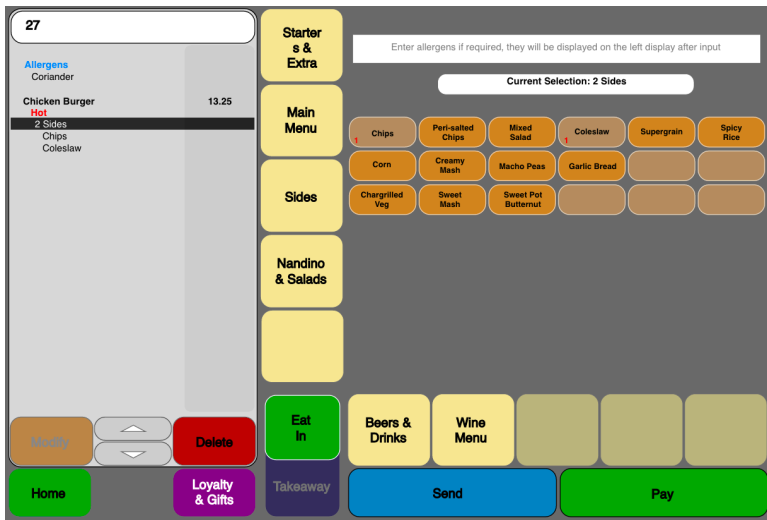 27
Allergens
Coriander
Chicken Burger 13.25
Hot
2 Sides
Chips
Coleslaw
Modify
Delete
Home
Loyalty
& Gifts
Starter
s &
Extra
Main
Menu
Sides
Nandino
& Salads
Eat
In
Takeaway
Enter allergens if required, they will be displayed on the left display after input
Current Selection: 2 Sides
Chips
1
Peri-salted
Chips
Mixed
Salad
Coleslaw
1
Supergrain
Spicy
Rice
Corn
Creamy
Mash
Macho Peas
Garlic Bread
Chargrilled
Veg
Sweet
Mash
Sweet Pot
Butternut
Beers &
Drinks
Wine
Menu
Send
Pay